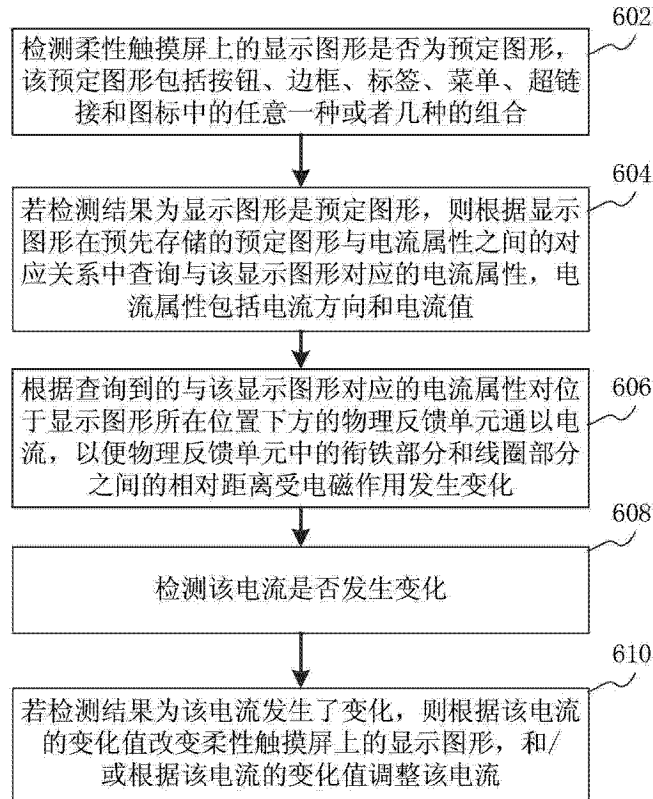 602
检测柔性触摸屏上的显示图形是否为预定图形，
该预定图形包括按钮、边框、标签、菜单、超链
接和图标中的任意一种或者几种的组合
604
若检测结果为显示图形是预定图形，则根据显示
图形在预先存储的预定图形与电流属性之间的对
应关系中查询与该显示图形对应的电流属性，电
流属性包括电流方向和电流值
606
根据查询到的与该显示图形对应的电流属性对位
于显示图形所在位置下方的物理反馈单元通以电
流，以便物理反馈单元中的衔铁部分和线圈部分
之间的相对距离受电磁作用发生变化
608
检测该电流是否发生变化
610
若检测结果为该电流发生了变化，则根据该电流
的变化值改变柔性触摸屏上的显示图形，和/
或根据该电流的变化值调整该电流